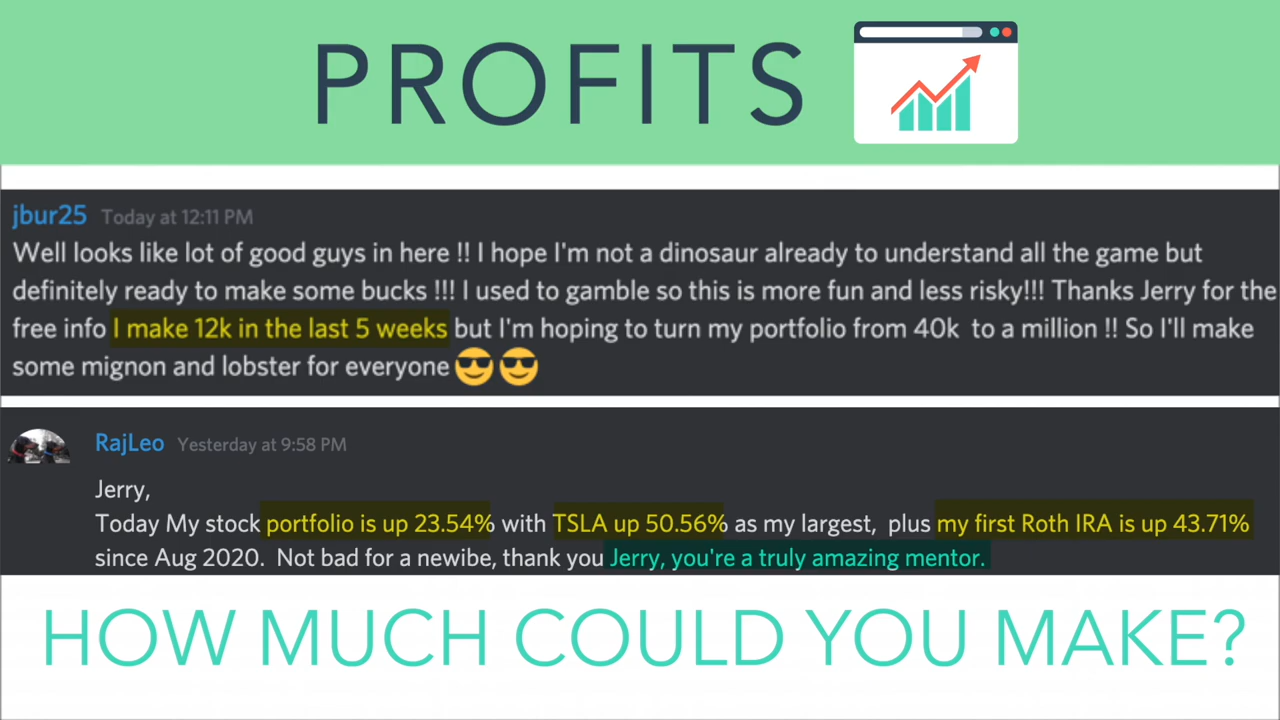 PROFITS
jbur25 Today at 12:11 PM
Well looks like lot of good guys in here !! I hope I'm not a dinosaur already to understand all the game but
definitely ready to make some bucks !!! I used to gamble so this is more fun and less risky!!! Thanks Jerry for the
free info I make 12k in the last 5 weeks but I'm hoping to turn my portfolio from 40k to a million !! So I'll make
some mignon and lobster for everyone 😎😎
RajLeo Yesterday at 9:58 PM
Jerry,
Today My stock portfolio is up 23.54% with TSLA up 50.56% as my largest, plus my first Roth IRA is up 43.71%
since Aug 2020. Not bad for a newibe, thank you Jerry, you're a truly amazing mentor.
HOW MUCH COULD YOU MAKE?